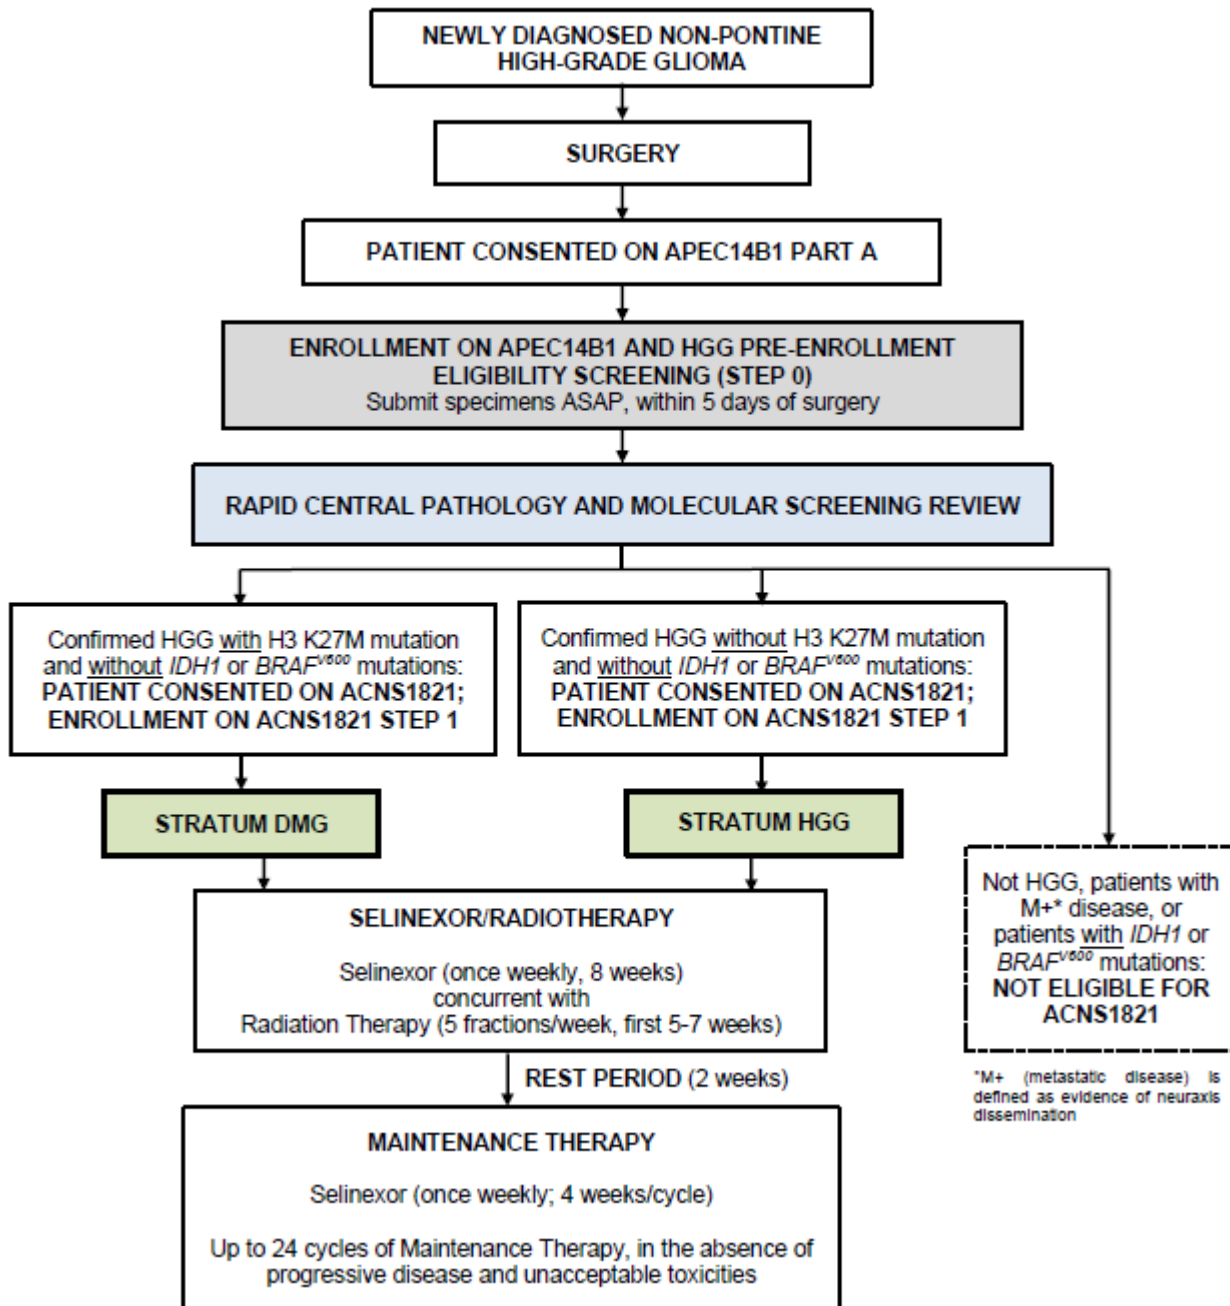 NEWLY DIAGNOSED NON-PONTINE
HIGH-GRADE GLIOMA
SURGERY
PATIENT CONSENTED ON APEC14B1 PART A
ENROLLMENT ON APEC14B1 AND HGG PRE-ENROLLMENT
ELIGIBILITY SCREENING (STEP 0)
Submit specimens ASAP, within 5 days of surgery
RAPID CENTRAL PATHOLOGY AND MOLECULAR SCREENING REVIEW
Confirmed HGG with H3 K27M mutation
and without IDH1 or BRAF^V600 mutations:
PATIENT CONSENTED ON ACNS1821;
ENROLLMENT ON ACNS1821 STEP 1
Confirmed HGG without H3 K27M mutation
and without IDH1 or BRAF^V600 mutations:
PATIENT CONSENTED ON ACNS1821;
ENROLLMENT ON ACNS1821 STEP 1
STRATUM DMG
STRATUM HGG
Not HGG, patients with
M+* disease, or
patients with IDH1 or
BRAF^V600 mutations:
NOT ELIGIBLE FOR
ACNS1821
*M+ (metastatic disease) is
defined as evidence of neuraxis
dissemination
SELINEXOR/RADIOTHERAPY
Selinexor (once weekly, 8 weeks)
concurrent with
Radiation Therapy (5 fractions/week, first 5-7 weeks)
REST PERIOD (2 weeks)
MAINTENANCE THERAPY
Selinexor (once weekly; 4 weeks/cycle)
Up to 24 cycles of Maintenance Therapy, in the absence of
progressive disease and unacceptable toxicities